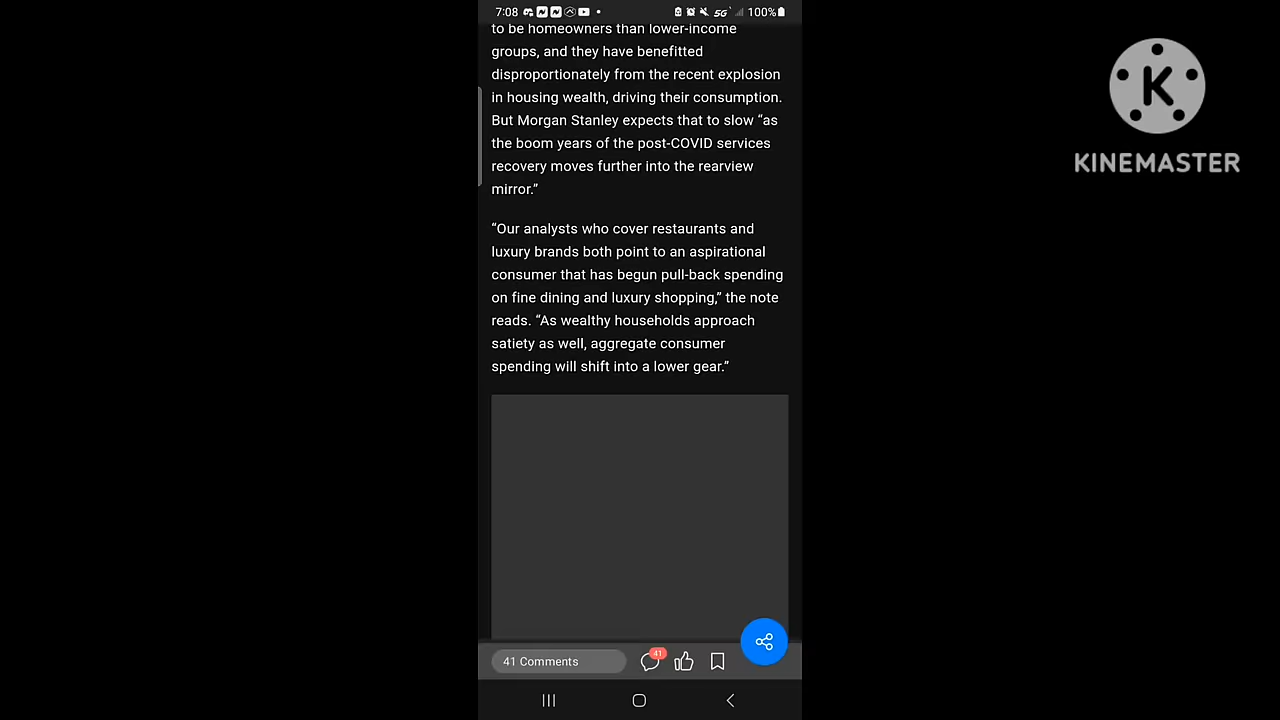 7:08
5G
100%
to be homeowners than lower-income
groups, and they have benefitted
disproportionately from the recent explosion
in housing wealth, driving their consumption.
But Morgan Stanley expects that to slow “as
the boom years of the post-COVID services
recovery moves further into the rearview
mirror.”
“Our analysts who cover restaurants and
luxury brands both point to an aspirational
consumer that has begun pull-back spending
on fine dining and luxury shopping,” the note
reads. “As wealthy households approach
satiety as well, aggregate consumer
spending will shift into a lower gear.”
41 Comments
41
K
KINEMASTER